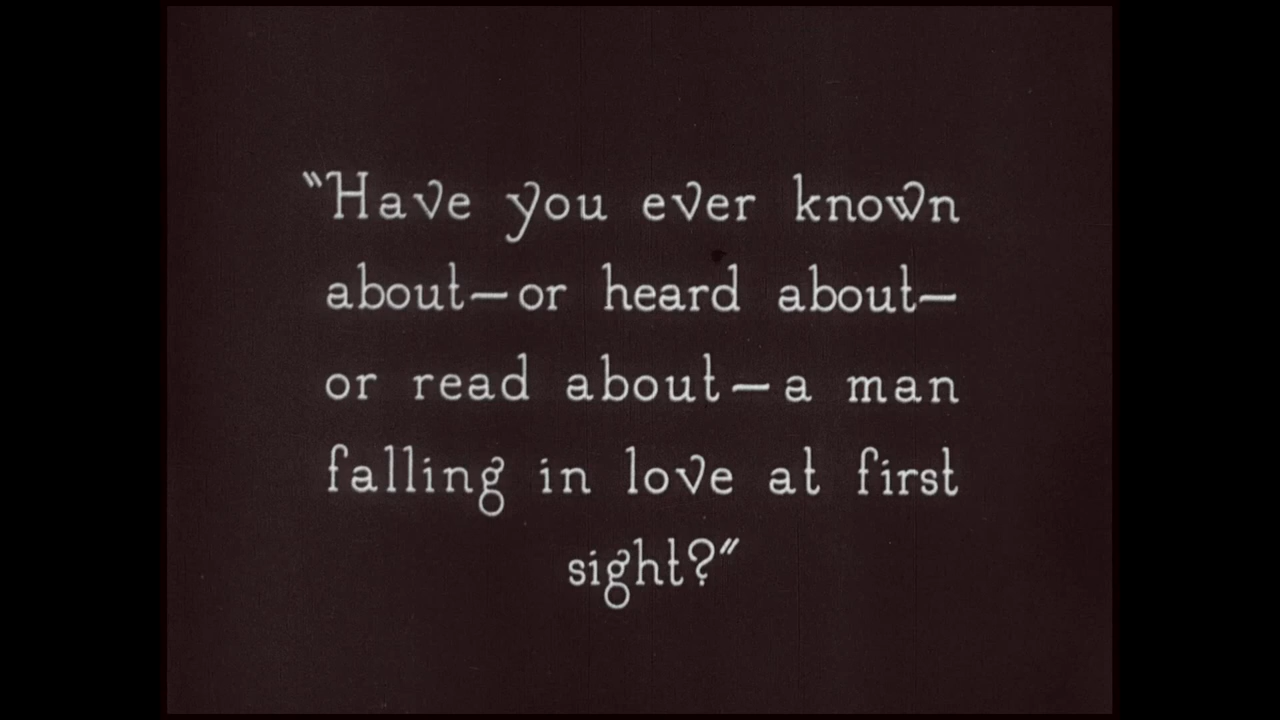 "Have you ever known
about—or heard about—
or read about—a man
falling in love at first
sight?"